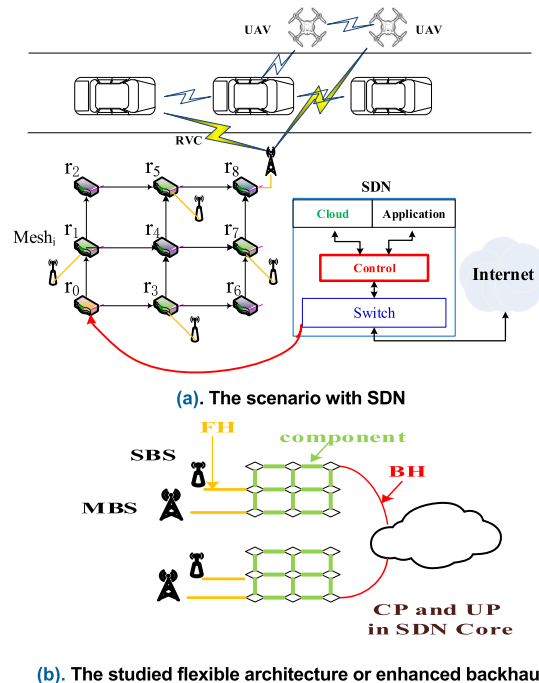 UAV UAV
RVC
r2 r5 r8
SDN
Cloud Application
Meshi r1 r4 r7
Control
Internet
r0 r3 r6
Switch
(a). The scenario with SDN
FH component
SBS
BH
MBS
CP and UP
in SDN Core
(b). The studied flexible architecture or enhanced backhau